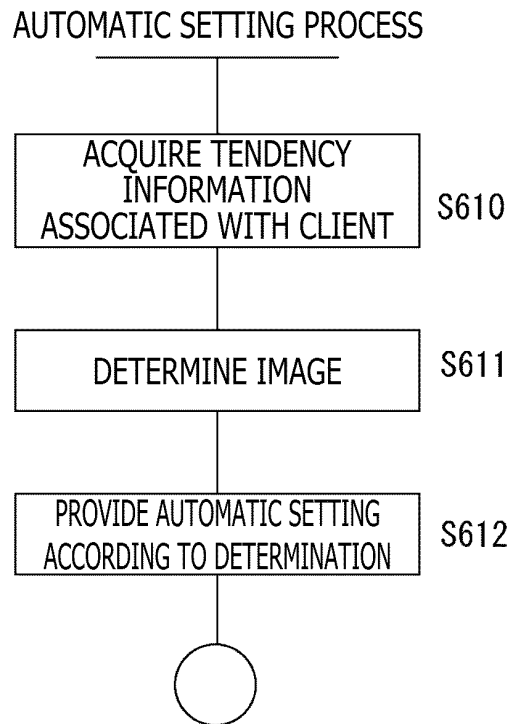 AUTOMATIC SETTING PROCESS
ACQUIRE TENDENCY
INFORMATION
ASSOCIATED WITH CLIENT
S610
DETERMINE IMAGE
S611
PROVIDE AUTOMATIC SETTING
ACCORDING TO DETERMINATION
S612